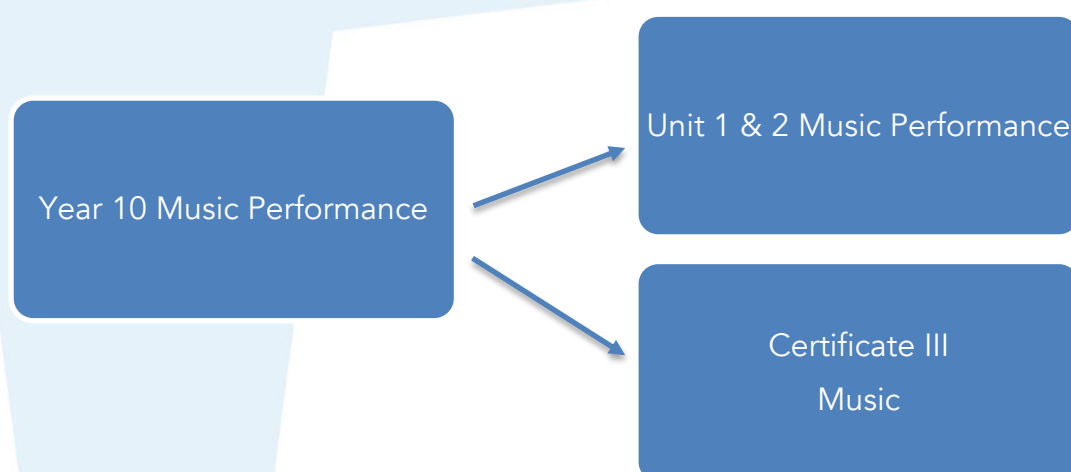 Year 10 Music Performance
Unit 1 & 2 Music Performance
Certificate III
Music